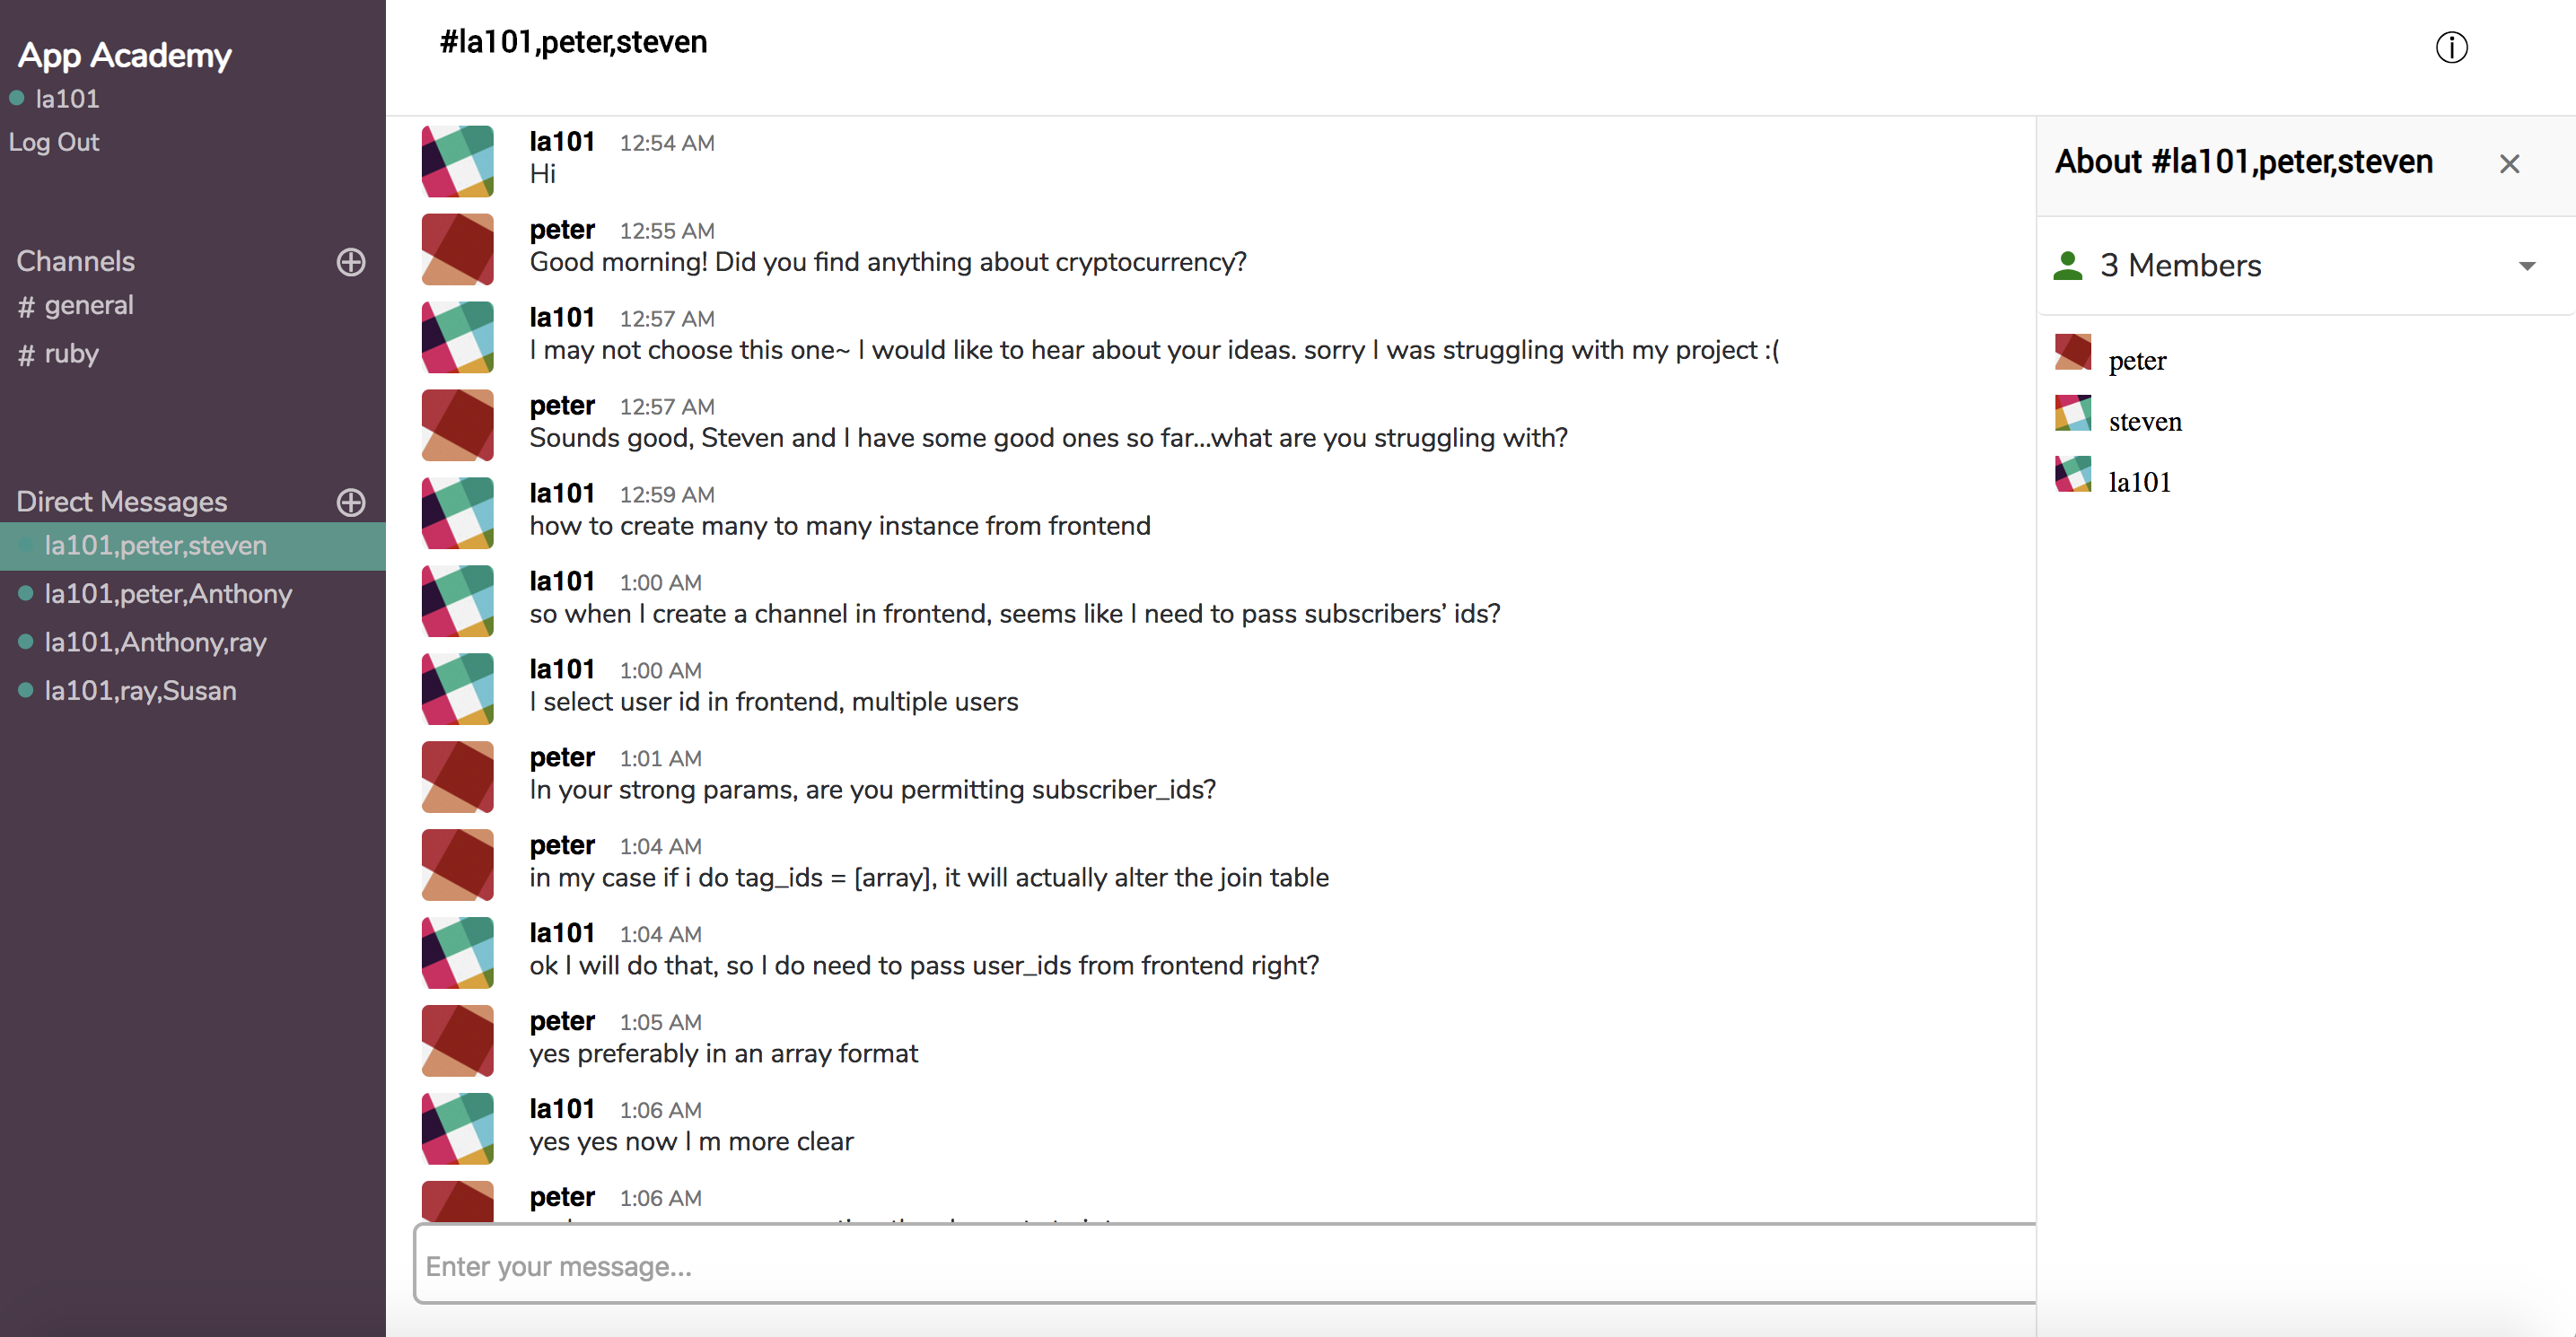 App Academy
la101
Log Out
Channels
# general
# ruby
Direct Messages
la101,peter,steven
la101,peter,Anthony
la101,Anthony,ray
la101,ray,Susan
#la101,peter,steven
la101 12:54 AM
Hi
peter 12:55 AM
Good morning! Did you find anything about cryptocurrency?
la101 12:57 AM
I may not choose this one~ I would like to hear about your ideas. sorry I was struggling with my project :(
peter 12:57 AM
Sounds good, Steven and I have some good ones so far...what are you struggling with?
la101 12:59 AM
how to create many to many instance from frontend
la101 1:00 AM
so when I create a channel in frontend, seems like I need to pass subscribers’ ids?
la101 1:00 AM
I select user id in frontend, multiple users
peter 1:01 AM
In your strong params, are you permitting subscriber_ids?
peter 1:04 AM
in my case if i do tag_ids = [array], it will actually alter the join table
la101 1:04 AM
ok I will do that, so I do need to pass user_ids from frontend right?
peter 1:05 AM
yes preferably in an array format
la101 1:06 AM
yes yes now I m more clear
peter 1:06 AM
Enter your message...
About #la101,peter,steven
3 Members
peter
steven
la101